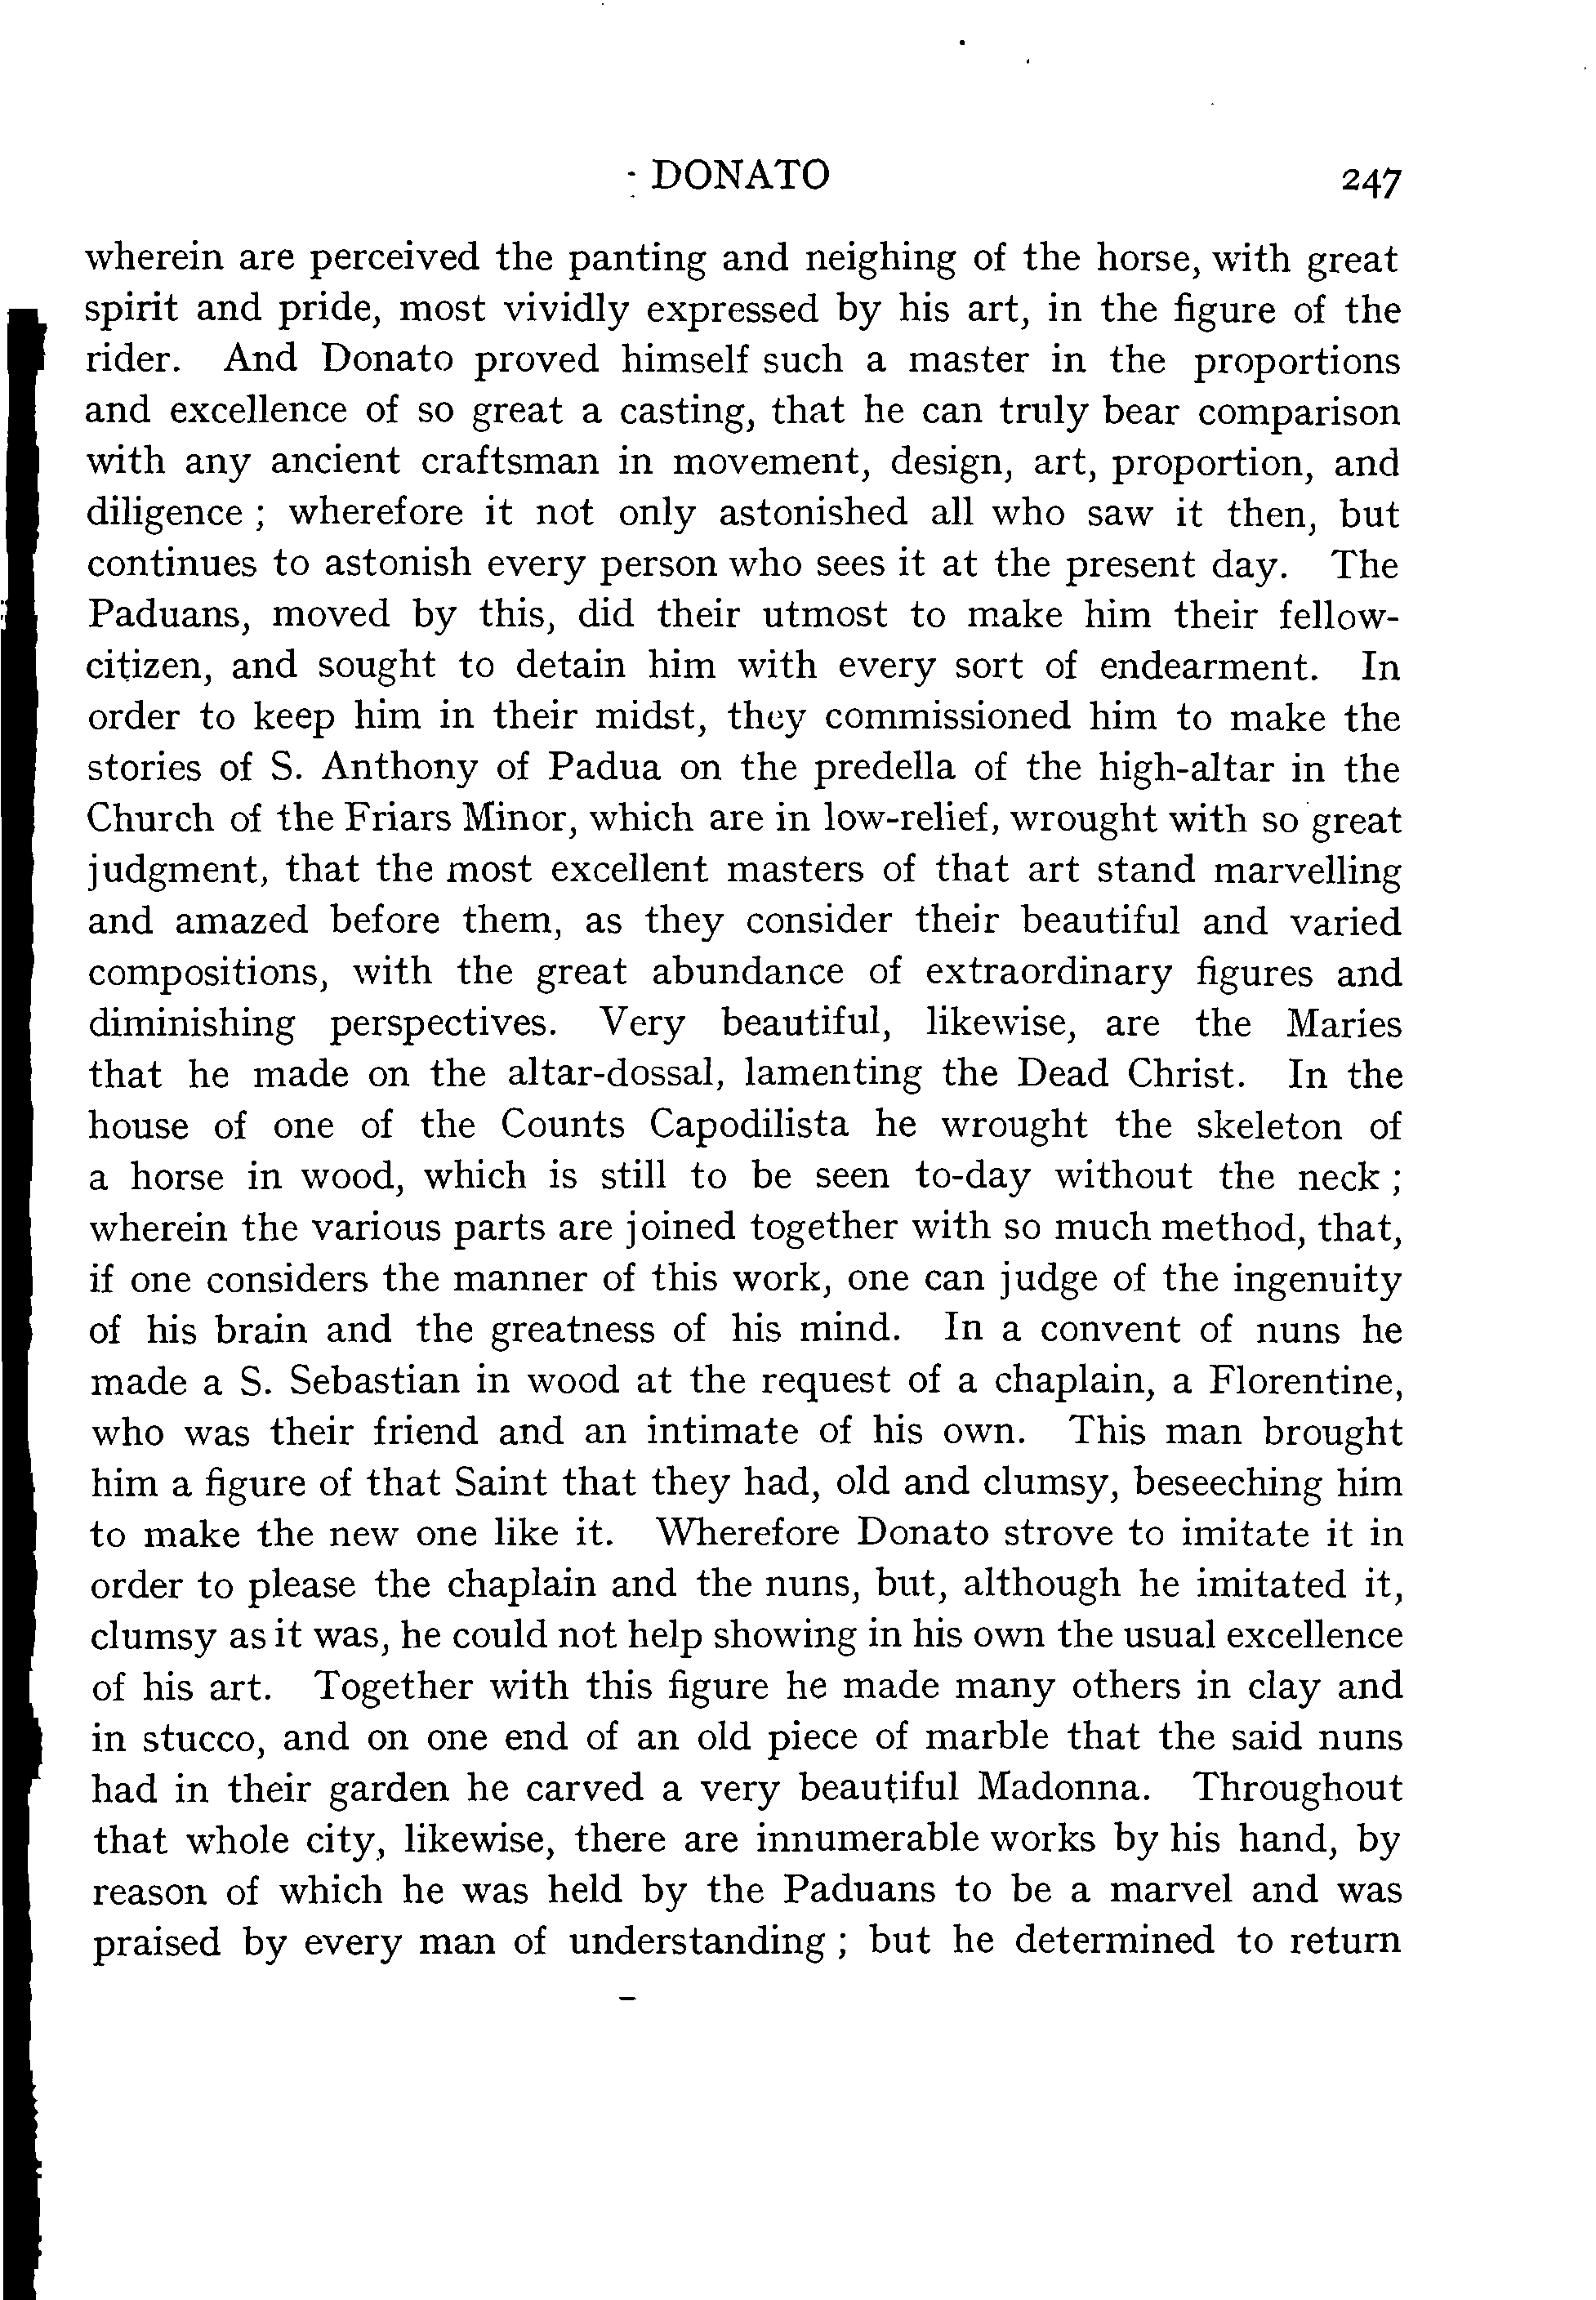 DONATO 247
wherein are perceived the panting and neighing of the horse, with great
spirit and pride, most vividly expressed by his art, in the figure of the
rider. And Donato proved himself such a master in the proportions
and excellence of so great a casting, that he can truly bear comparison
with any ancient craftsman in movement, design, art, proportion, and
diligence ; wherefore it not only astonished all who saw it then, but
continues to astonish every person who sees it at the present day. The
Paduans, moved by this, did their utmost to make him their fellow-
citizen, and sought to detain him with every sort of endearment. In
order to keep him in their midst, they commissioned him to make the
stories of S. Anthony of Padua on the predella of the high-altar in the
Church of the Friars Minor, which are in low-relief, wrought with so great
judgment, that the most excellent masters of that art stand marvelling
and amazed before them, as they consider their beautiful and varied
compositions, with the great abundance of extraordinary figures and
diminishing perspectives. Very beautiful, likewise, are the Maries
that he made on the altar-dossal, lamenting the Dead Christ. In the
house of one of the Counts Capodilista he wrought the skeleton of
a horse in wood, which is still to be seen to-day without the neck ;
wherein the various parts are joined together with so much method, that,
if one considers the manner of this work, one can judge of the ingenuity
of his brain and the greatness of his mind. In a convent of nuns he
made a S. Sebastian in wood at the request of a chaplain, a Florentine,
who was their friend and an intimate of his own. This man brought
him a figure of that Saint that they had, old and clumsy, beseeching him
to make the new one like it. Wherefore Donato strove to imitate it in
order to please the chaplain and the nuns, but, although he imitated it,
clumsy as it was, he could not help showing in his own the usual excellence
of his art. Together with this figure he made many others in clay and
in stucco, and on one end of an old piece of marble that the said nuns
had in their garden he carved a very beautiful Madonna. Throughout
that whole city, likewise, there are innumerable works by his hand, by
reason of which he was held by the Paduans to be a marvel and was
praised by every man of understanding ; but he determined to return